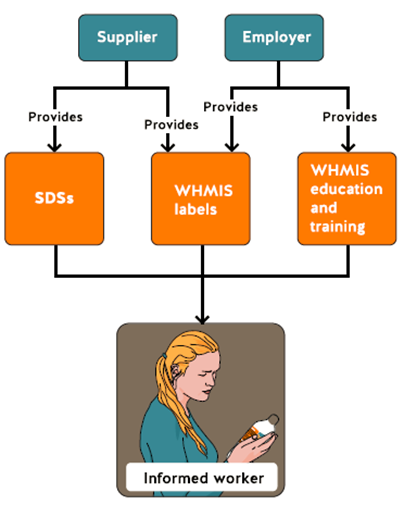 Supplier
Employer
Provides
Provides
Provides
Provides
SDSs
WHMIS
labels
WHMIS
education
and
training
Informed worker